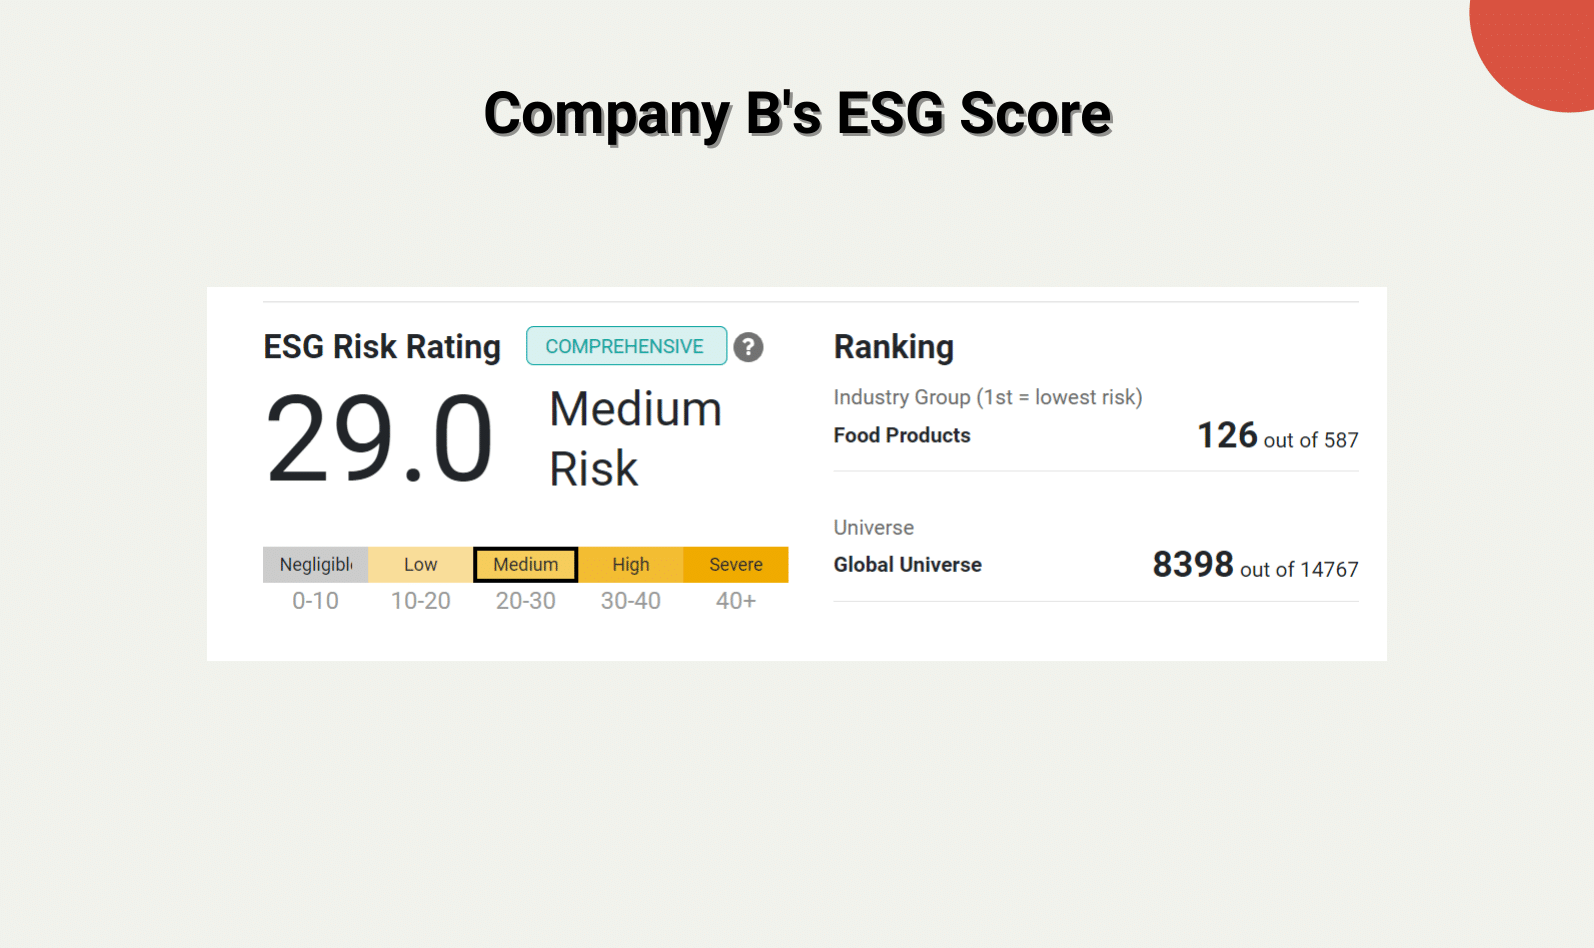 Company B's ESG Score
ESG Risk Rating
COMPREHENSIVE
?
29.0
Medium
Risk
Negligibl
Low
Medium
High
Severe
0-10
10-20
20-30
30-40
40+
Ranking
Industry Group (1st = lowest risk)
Food Products
126 out of 587
Universe
Global Universe
8398 out of 14767